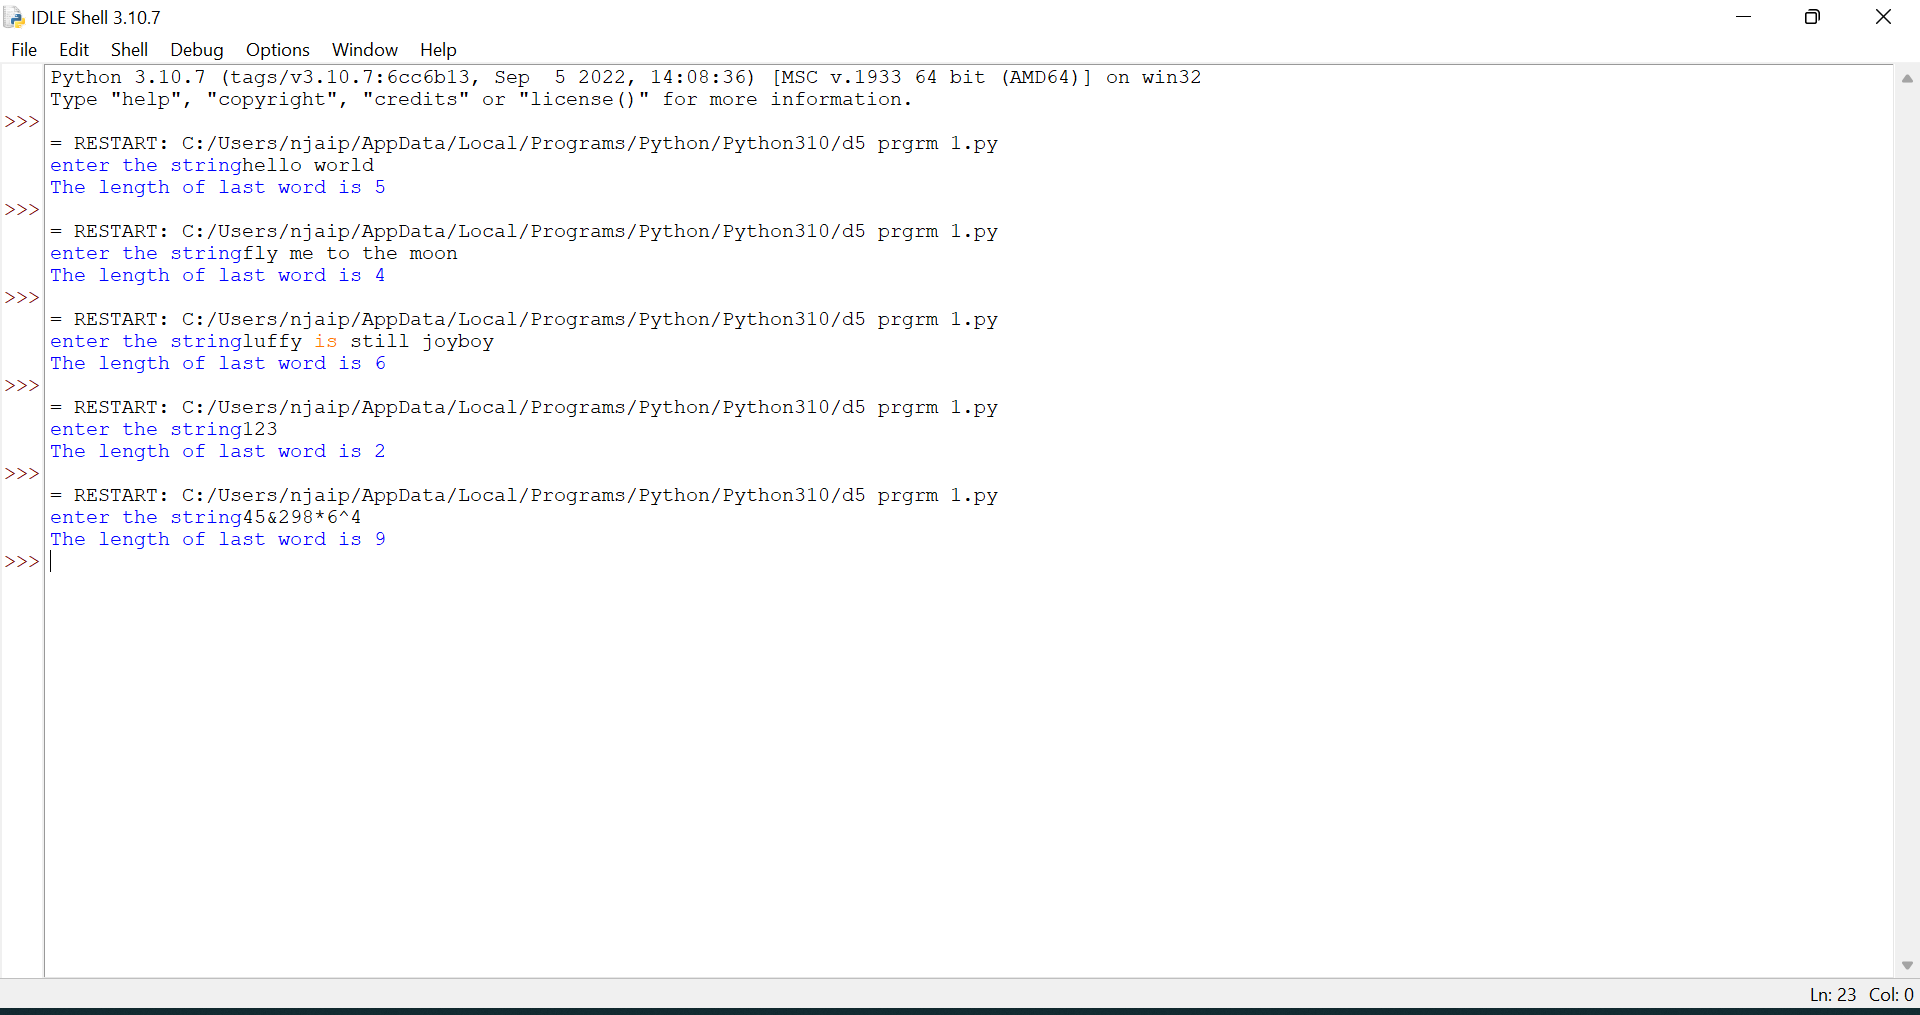 IDLE Shell 3.10.7
File Edit Shell Debug Options Window Help
Python 3.10.7 (tags/v3.10.7:6cc6b13, Sep  5 2022, 14:08:36) [MSC v.1933 64 bit (AMD64)] on win32
Type "help", "copyright", "credits" or "license()" for more information.
>>>
= RESTART: C:/Users/njaip/AppData/Local/Programs/Python/Python310/d5 prgrm 1.py
enter the stringhello world
The length of last word is 5
>>>
= RESTART: C:/Users/njaip/AppData/Local/Programs/Python/Python310/d5 prgrm 1.py
enter the stringfly me to the moon
The length of last word is 4
>>>
= RESTART: C:/Users/njaip/AppData/Local/Programs/Python/Python310/d5 prgrm 1.py
enter the stringluffy is still joyboy
The length of last word is 6
>>>
= RESTART: C:/Users/njaip/AppData/Local/Programs/Python/Python310/d5 prgrm 1.py
enter the string123
The length of last word is 2
>>>
= RESTART: C:/Users/njaip/AppData/Local/Programs/Python/Python310/d5 prgrm 1.py
enter the string45&298*6^4
The length of last word is 9
>>>
Ln: 23 Col: 0